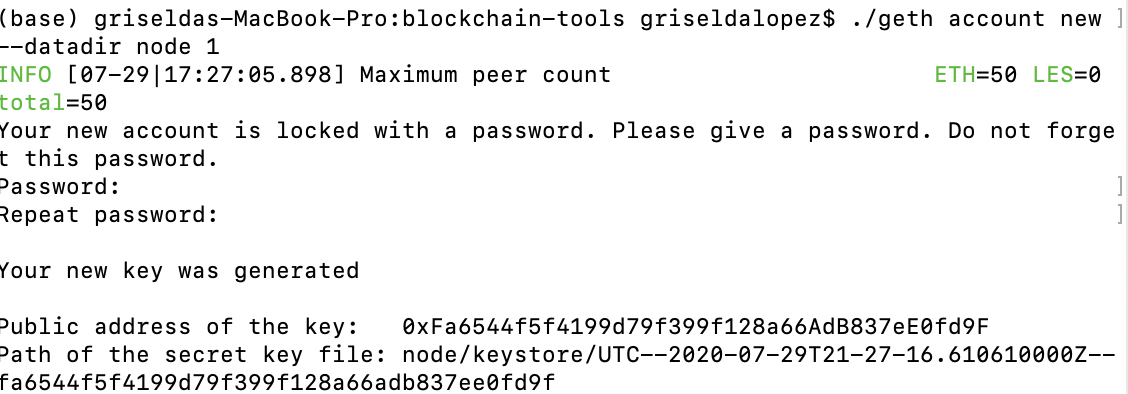 (base) griseldas-MacBook-Pro:blockchain-tools griseldalopez$ ./geth account new ]
--datadir node 1
INFO [07-29|17:27:05.898] Maximum peer count                       ETH=50 LES=0
total=50
Your new account is locked with a password. Please give a password. Do not forge
t this password.
Password: ]
Repeat password: ]
Your new key was generated
Public address of the key:   0xFa6544f5f4199d79f399f128a66AdB837eE0fd9F
Path of the secret key file: node/keystore/UTC--2020-07-29T21-27-16.610610000Z--
fa6544f5f4199d79f399f128a66adb837ee0fd9f